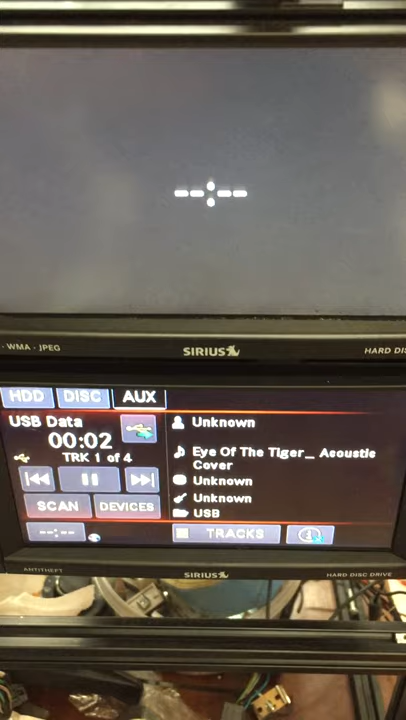 --:--
· WMA · JPEG
SIRIUS
HARD DI
HDD DISC AUX
USB Data
00:02
TRK 1 of 4
SCAN DEVICES
--:--
Unknown
Eye Of The Tiger_ Acoustic
Cover
Unknown
Unknown
USB
TRACKS
ANTITHEFT
SIRIUS
HARD DISC DRIVE